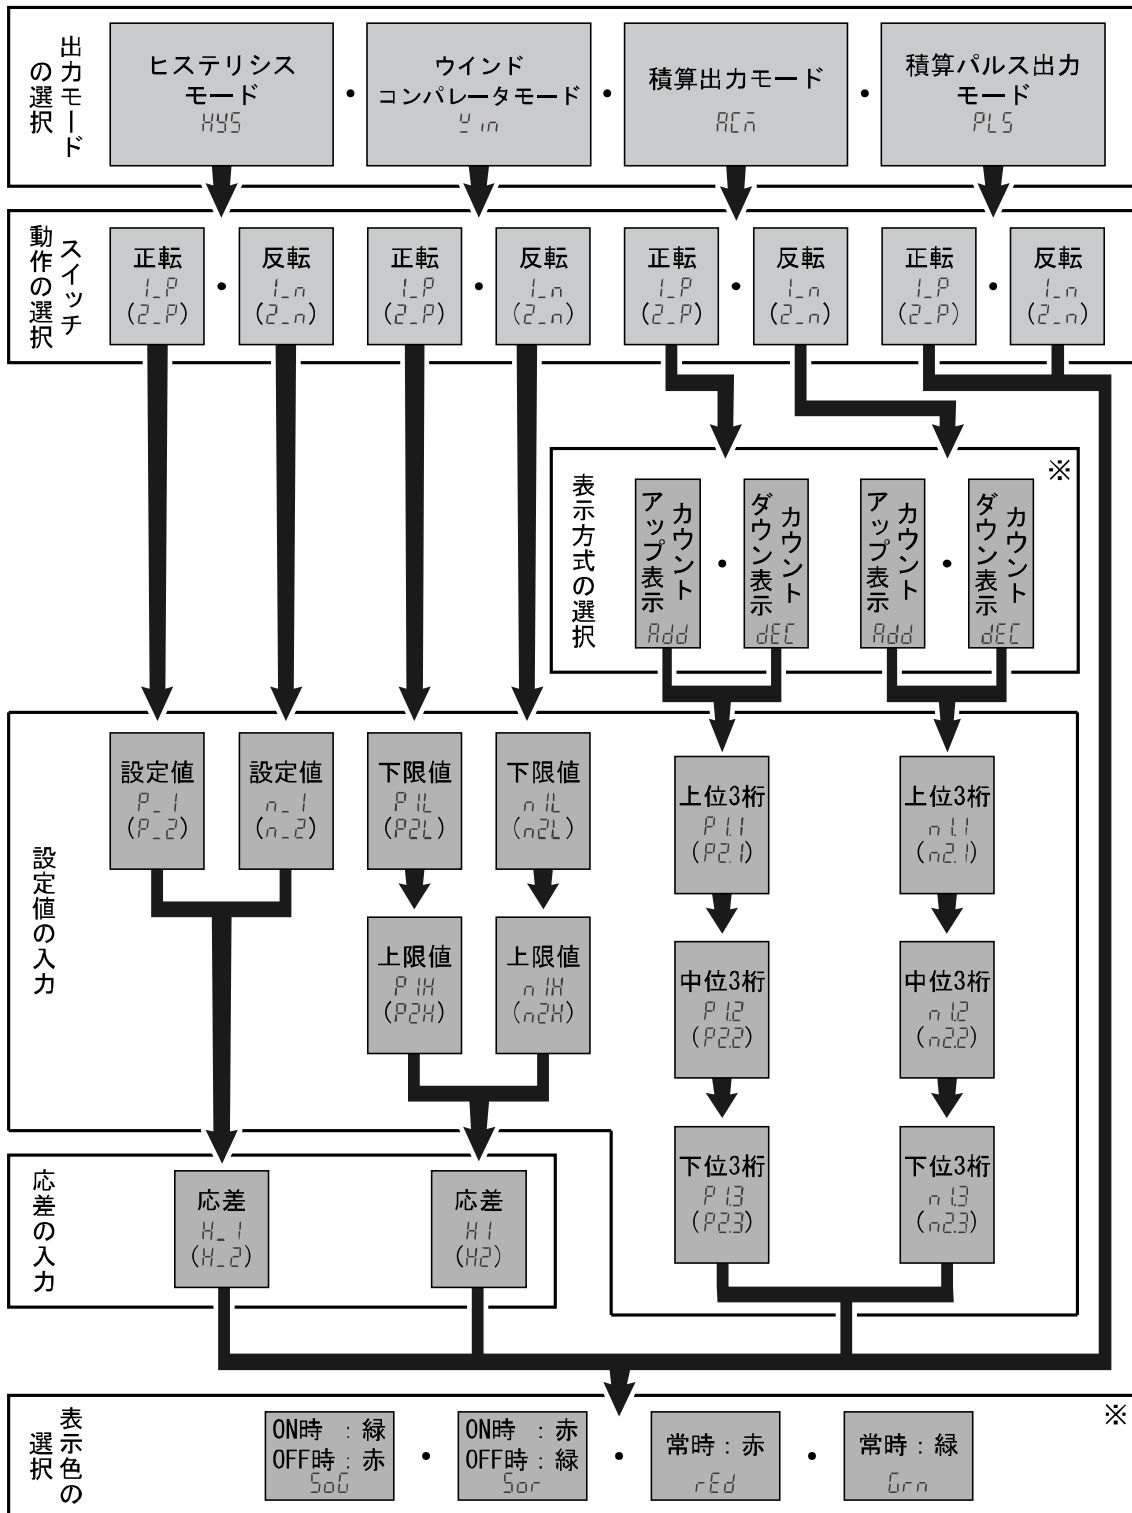 出力モード
の選択
ヒステリシス
モード
HYS
ウインド
コンパレータモード
Win
積算出力モード
ACn
積算パルス出力
モード
PLS
スイッチ
動作の選択
正転
1_P
(2_P)
反転
1_n
(2_n)
正転
1_P
(2_P)
反転
1_n
(2_n)
正転
1_P
(2_P)
反転
1_n
(2_n)
正転
1_P
(2_P)
反転
1_n
(2_n)
表示方式の選択
※
カウント
アップ表示
Add
カウント
ダウン表示
dEC
カウント
アップ表示
Add
カウント
ダウン表示
dEC
設定値の入力
設定値
P_1
(P_2)
設定値
n_1
(n_2)
下限値
P1L
(P2L)
下限値
n1L
(n2L)
上限値
P1H
(P2H)
上限値
n1H
(n2H)
上位3桁
P1.1
(P2.1)
上位3桁
n1.1
(n2.1)
中位3桁
P1.2
(P2.2)
中位3桁
n1.2
(n2.2)
下位3桁
P1.3
(P2.3)
下位3桁
n1.3
(n2.3)
応差の入力
応差
H_1
(H_2)
応差
H1
(H2)
表示色の
選択
※
ON時 : 緑
OFF時 : 赤
SoG
ON時 : 赤
OFF時 : 緑
Sor
常時 : 赤
rEd
常時 : 緑
Grn